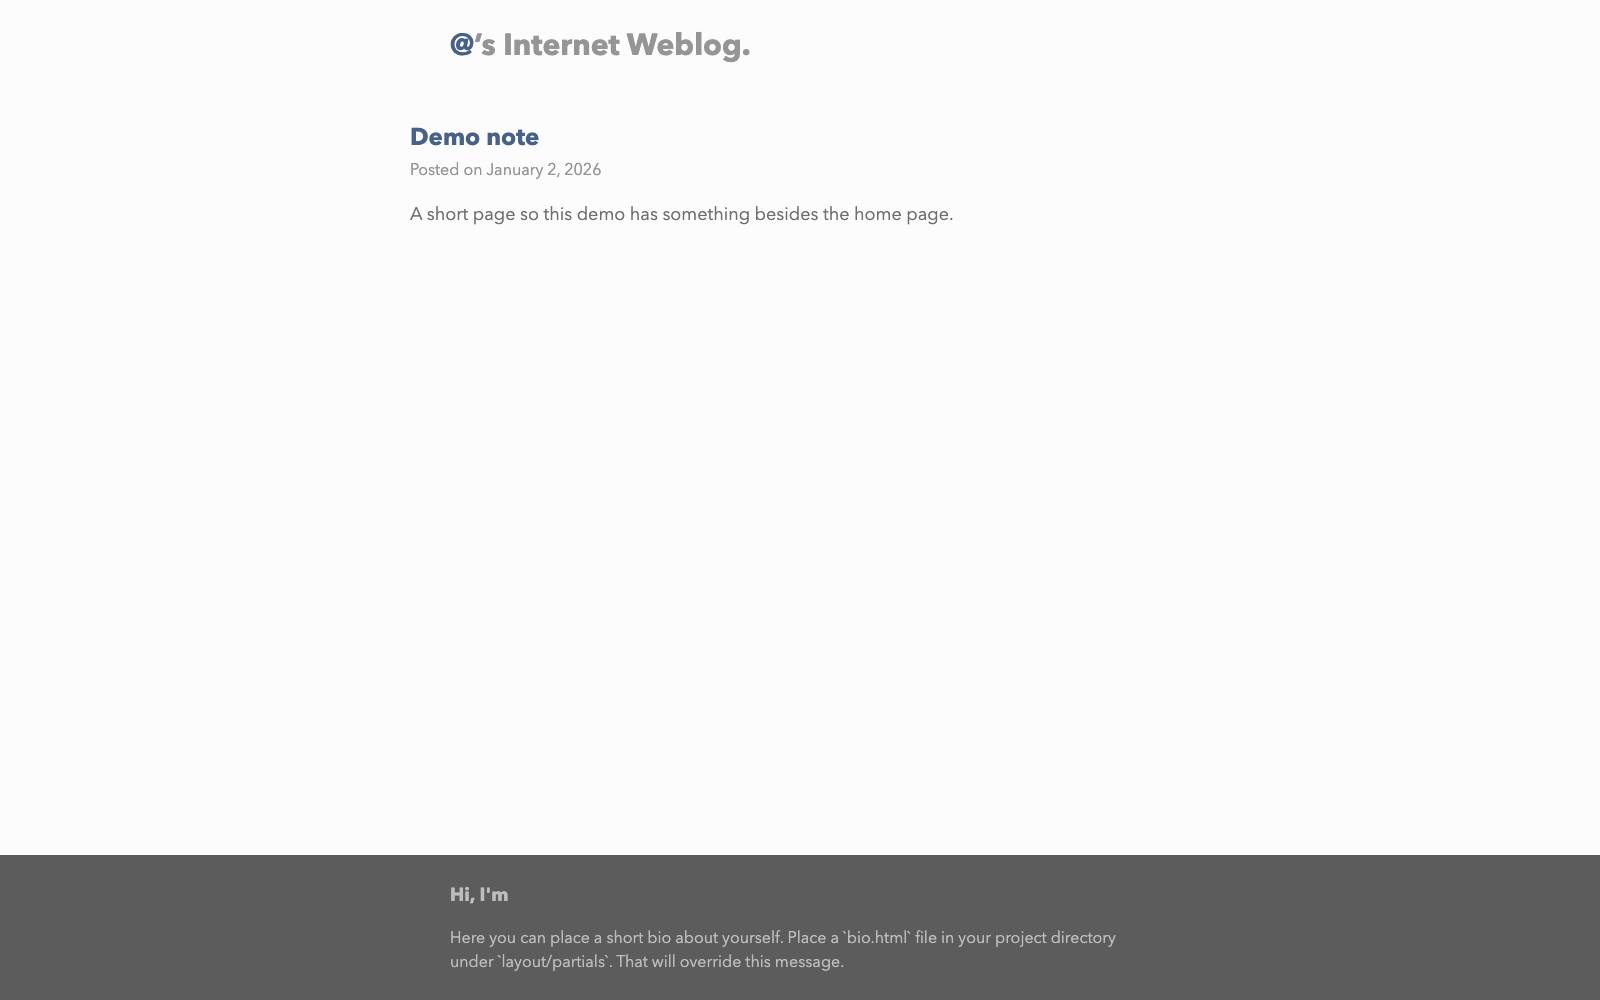 @’s Internet Weblog.
Demo note
Posted on January 2, 2026
A short page so this demo has something besides the home page.
Hi, I'm
Here you can place a short bio about yourself. Place a `bio.html` file in your project directory
under `layout/partials`. That will override this message.